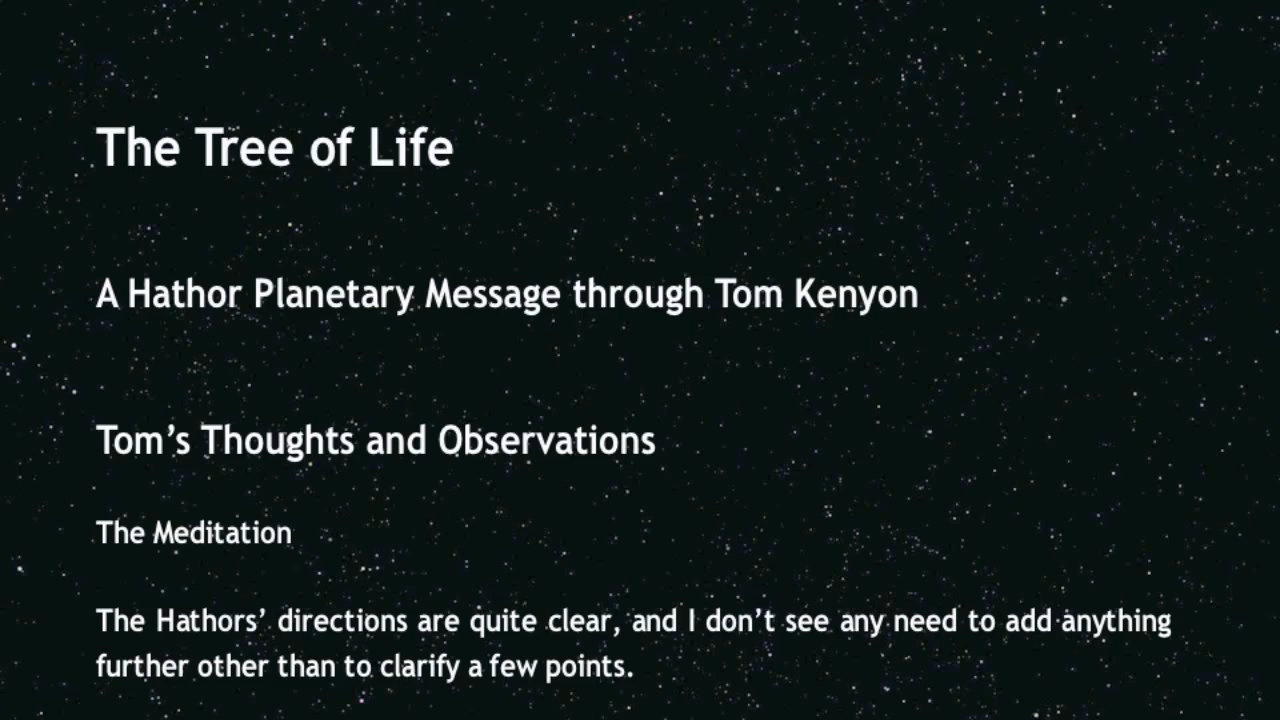 The Tree of Life
A Hathor Planetary Message through Tom Kenyon
Tom’s Thoughts and Observations
The Meditation
The Hathors’ directions are quite clear, and I don’t see any need to add anything
further other than to clarify a few points.